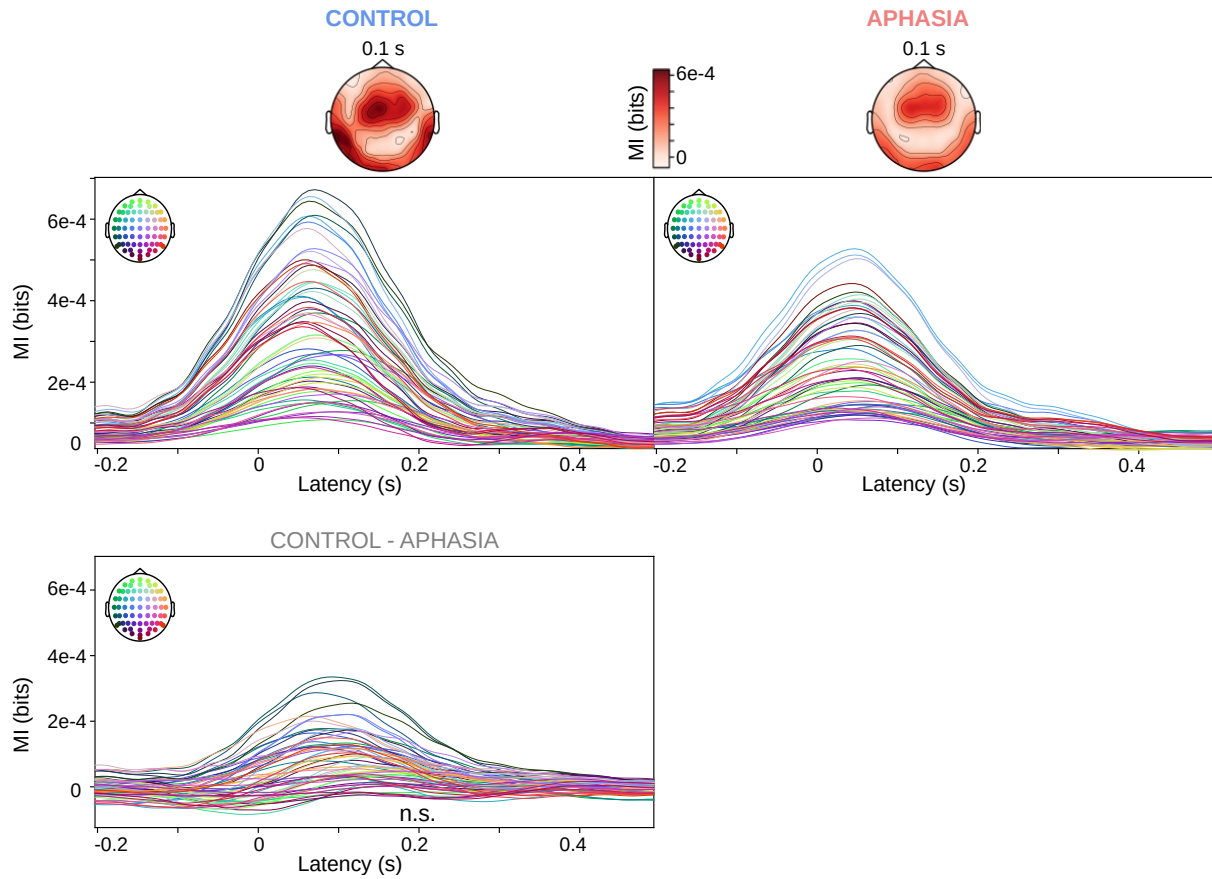 CONTROL
APHASIA
0.1 s
0.1 s
MI (bits)
6e-4
0
MI (bits)
6e-4
4e-4
2e-4
0
-0.2
0
0.2
0.4
Latency (s)
-0.2
0
0.2
0.4
Latency (s)
CONTROL - APHASIA
MI (bits)
6e-4
4e-4
2e-4
0
n.s.
-0.2
0
0.2
0.4
Latency (s)